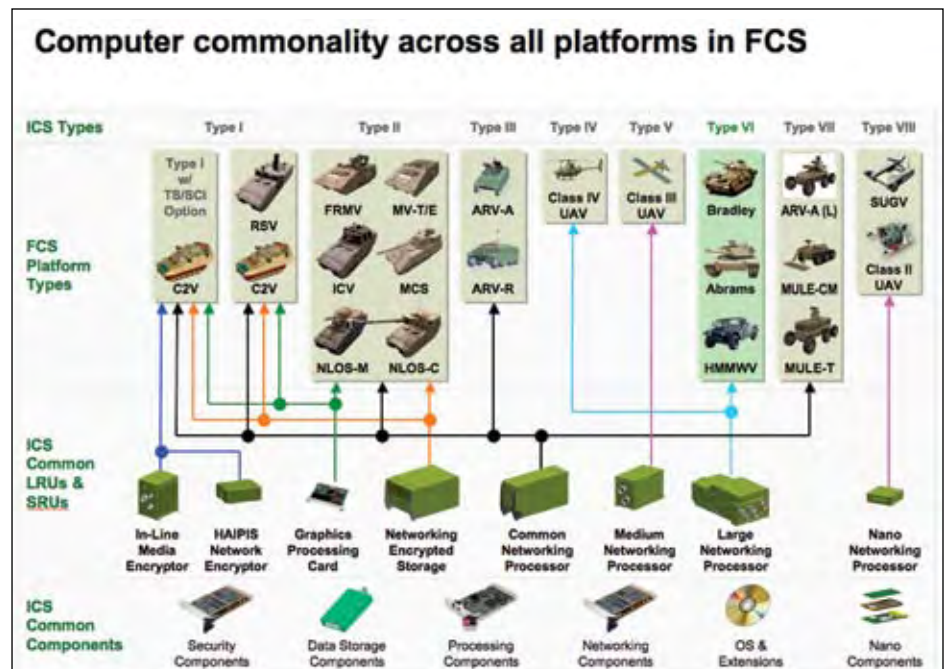 Computer commonality across all platforms in FCS
ICS Types
Type I
Type II
Type III
Type IV
Type V
Type VI
Type VII
Type VIII
FCS
Platform
Types
Type I
w/
TS/SCI
Option
C2V
RSV
C2V
FRMV
MV-T/E
ICV
MCS
NLOS-M
NLOS-C
ARV-A
ARV-R
Class IV
UAV
Class III
UAV
Bradley
Abrams
HMMWV
ARV-A (L)
MULE-CM
MULE-T
SUGV
Class II
UAV
ICS
Common
LRUs &
SRUs
In-Line
Media
Encryptor
HAIPIS
Network
Encryptor
Graphics
Processing
Card
Networking
Encrypted
Storage
Common
Networking
Processor
Medium
Networking
Processor
Large
Networking
Processor
Nano
Networking
Processor
ICS
Common
Components
Security
Components
Data Storage
Components
Processing
Components
Networking
Components
OS &
Extensions
Nano
Components